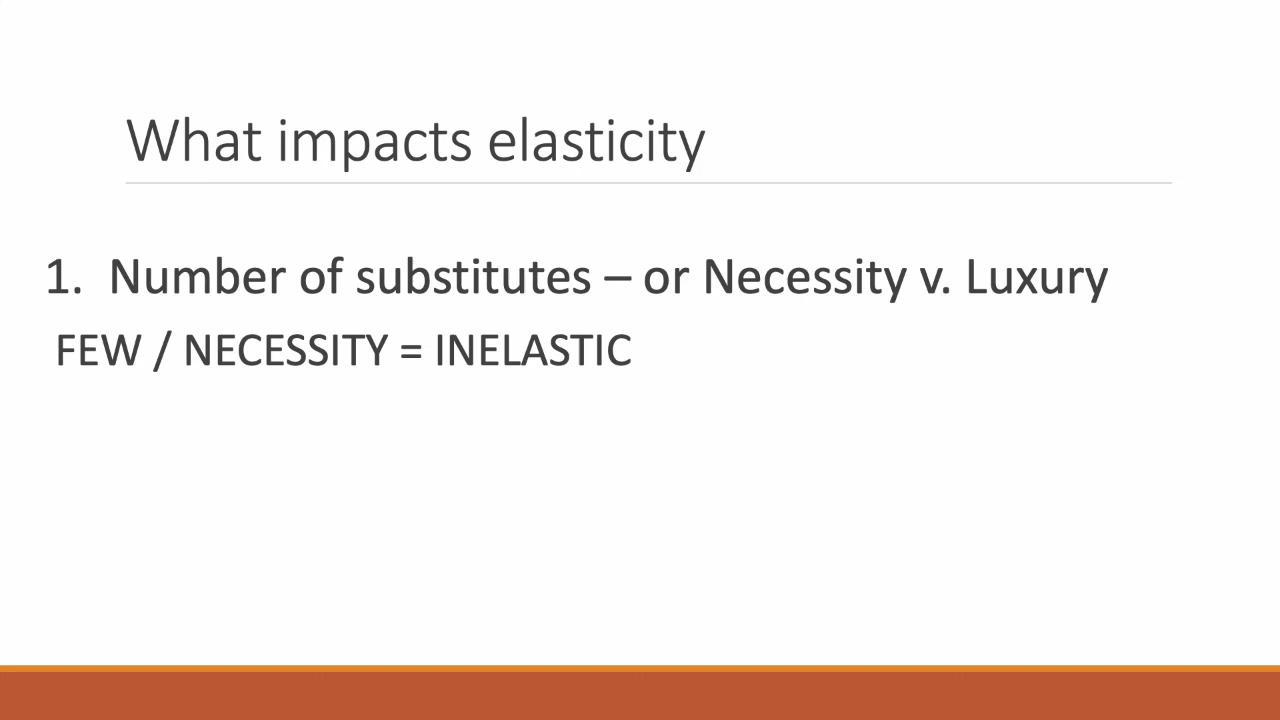 What impacts elasticity
1. Number of substitutes – or Necessity v. Luxury
FEW / NECESSITY = INELASTIC